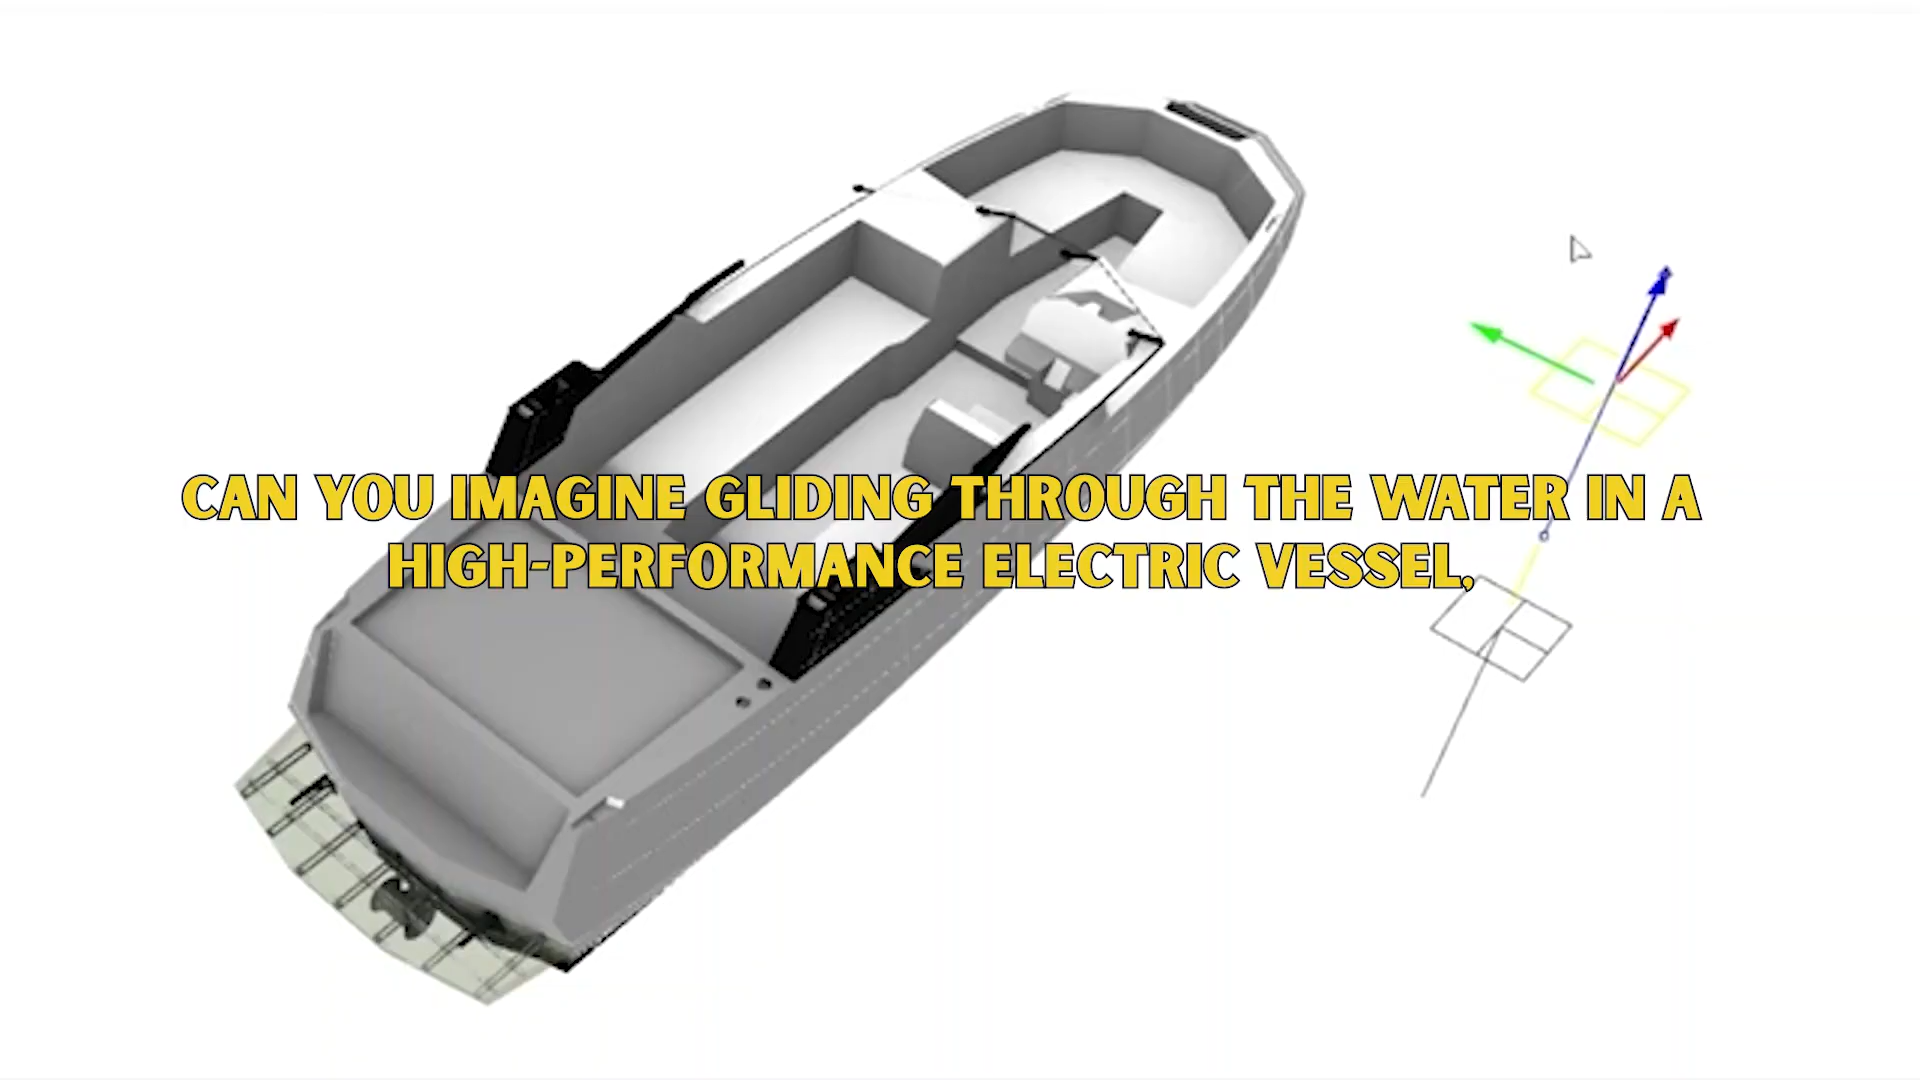 CAN YOU IMAGINE GLIDING THROUGH THE WATER IN A
HIGH-PERFORMANCE ELECTRIC VESSEL,